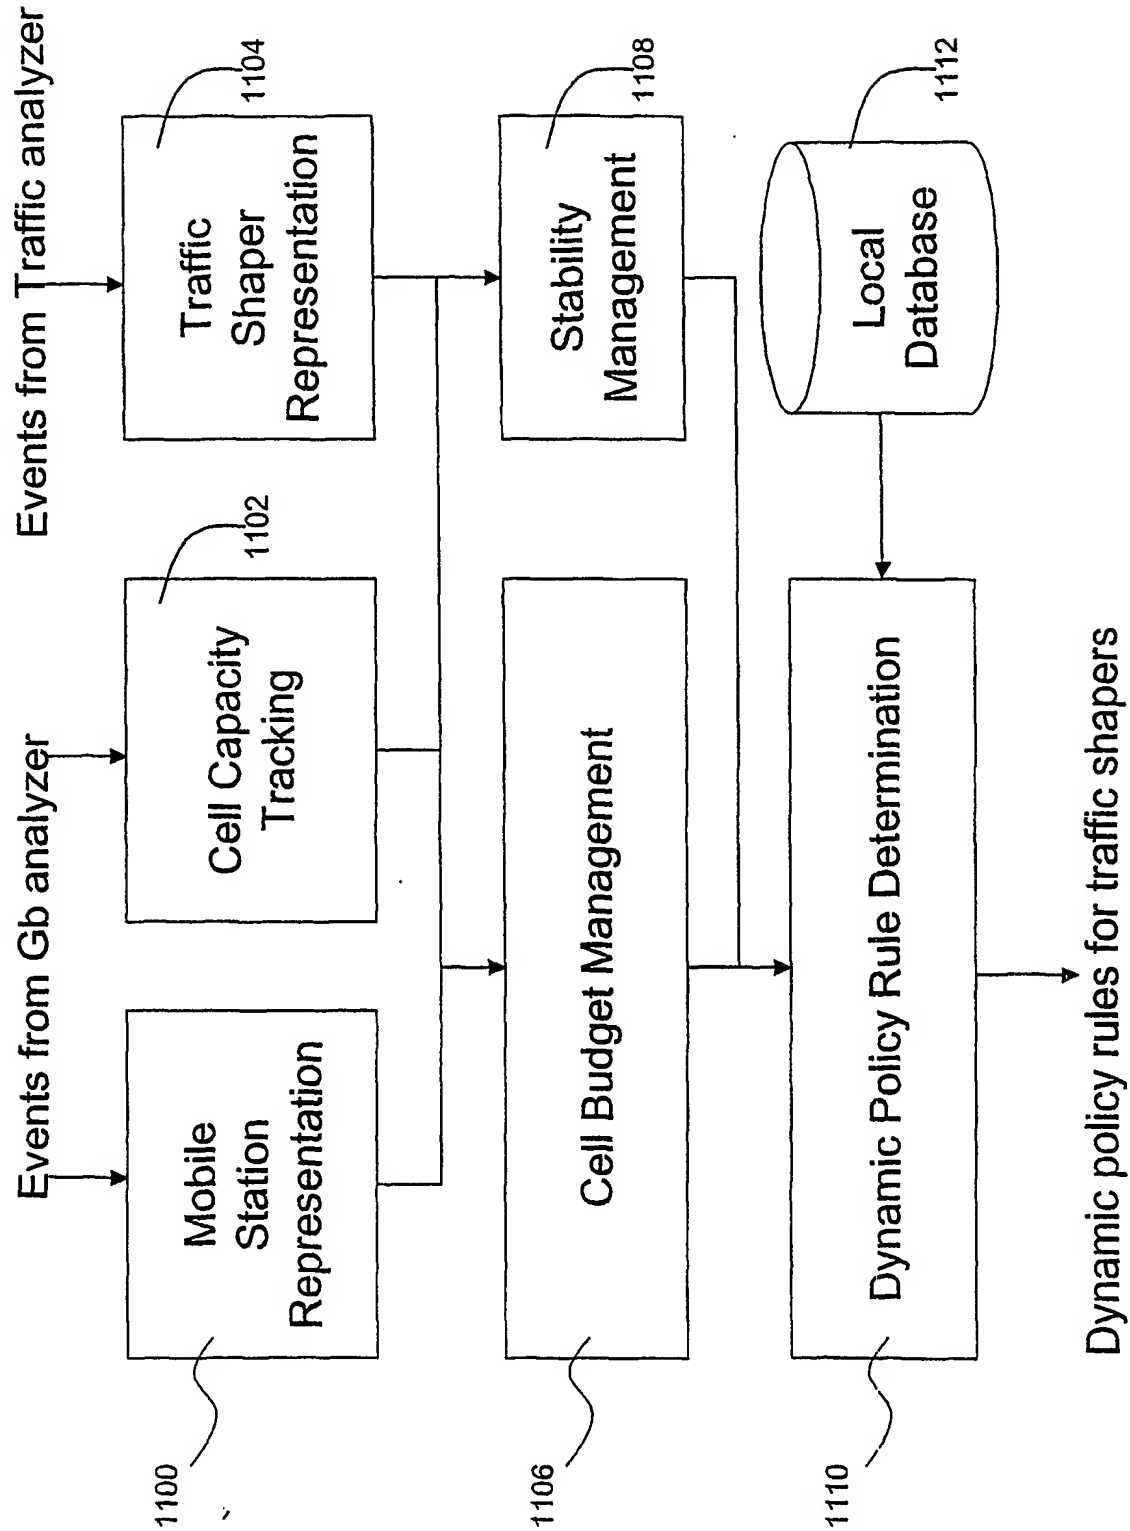 Events from Gb analyzer
Events from Traffic analyzer
1100
Mobile
Station
Representation
1102
Cell Capacity
Tracking
1104
Traffic
Shaper
Representation
1106
Cell Budget Management
1108
Stability
Management
1110
Dynamic Policy Rule Determination
1112
Local
Database
Dynamic policy rules for traffic shapers